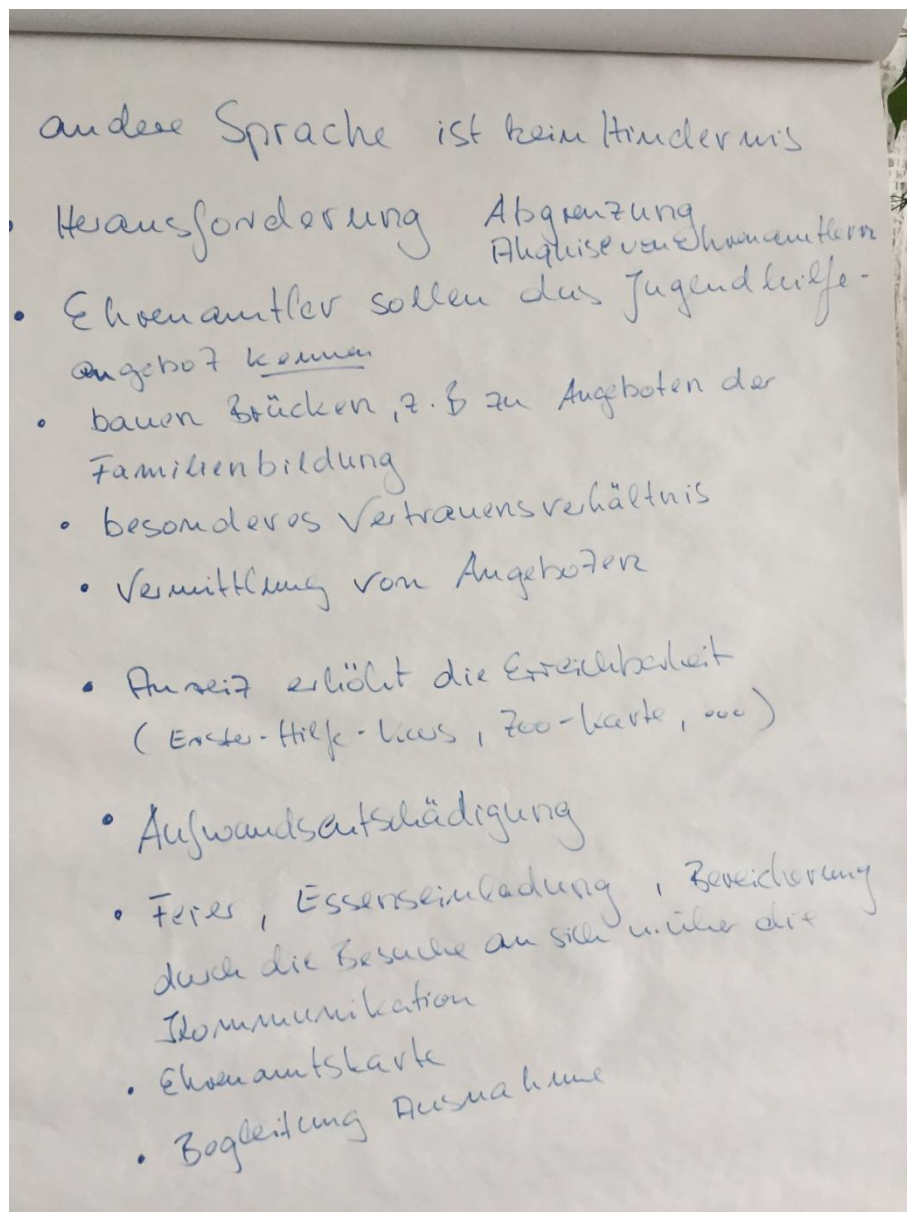 andere Sprache ist kein Hindernis
• Herausforderung Abgrenzung
Akquise von Ehrenamtlern
• Ehrenamtler sollen das Jugendhilfe-
angebot kennen
• bauen Brücken, z.B zu Angeboten der
Familienbildung
• besonderes Vertrauensverhältnis
• Vermittlung von Angeboten
• Anreiz erhöht die Erreichbarkeit
( Erste-Hilfe-Kurs, Zoo-Karte, ...)
• Aufwandsentschädigung
• Feier, Essenseinladung, Bereicherung
durch die Besuche an sich u. über die
Kommunikation
• Ehrenamtskarte
• Begleitung Ausnahme